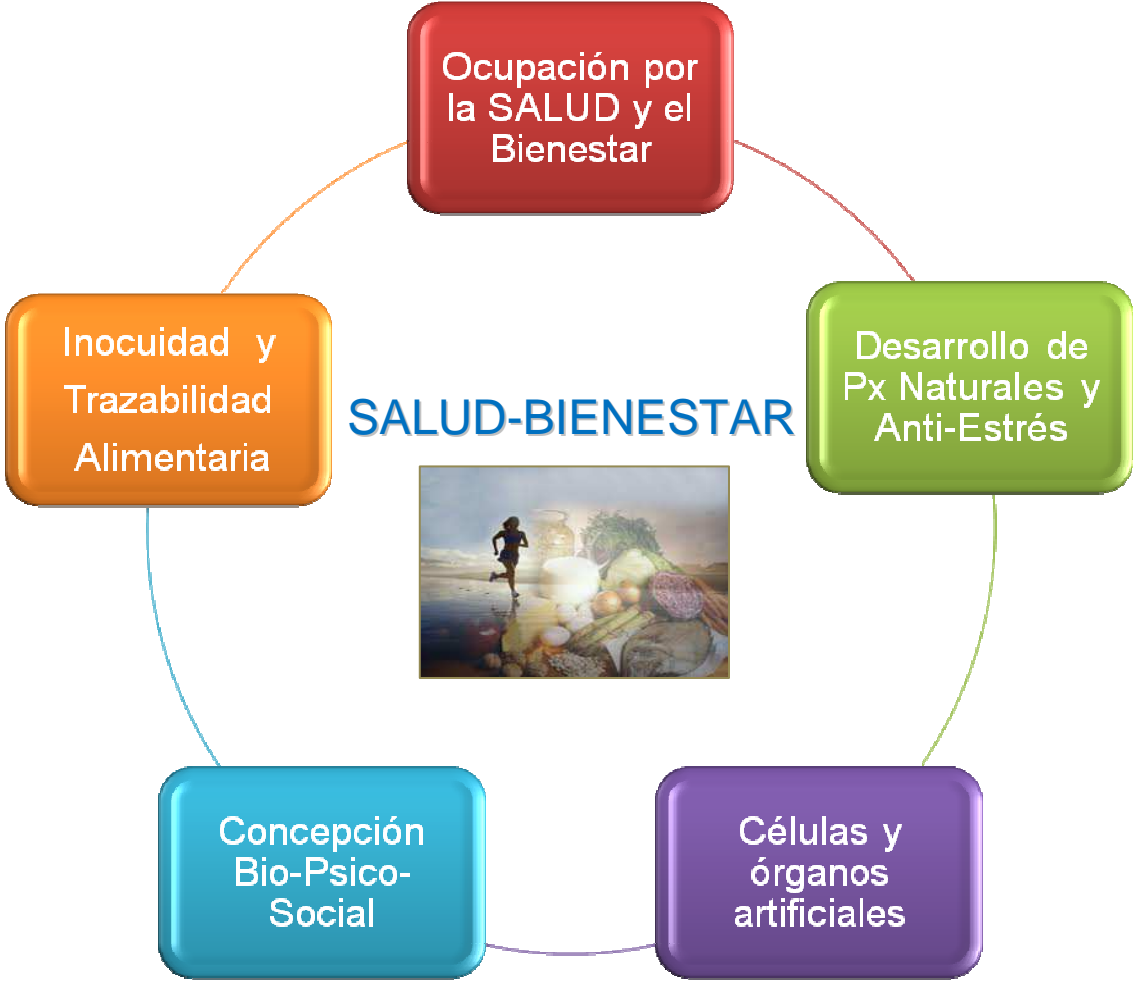 Ocupación por
la SALUD y el
Bienestar
Desarrollo de
Px Naturales y
Anti-Estrés
Células y
órganos
artificiales
Concepción
Bio-Psico-
Social
Inocuidad y
Trazabilidad
Alimentaria
SALUD-BIENESTAR